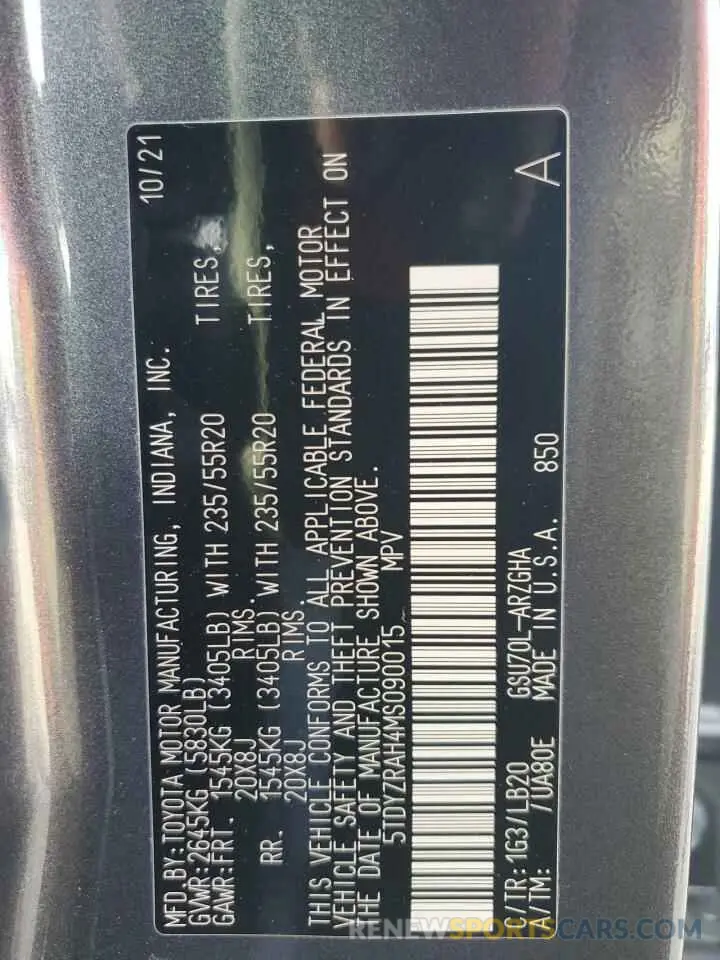 MFD.BY:TOYOTA MOTOR MANUFACTURING, INDIANA, INC. 10/21
GVWR:2645KG (5830LB)
GAWR:FRT. 1545KG (3405LB) WITH 235/55R20 TIRES,
20X8J RIMS.
RR. 1545KG (3405LB) WITH 235/55R20 TIRES,
20X8J RIMS.
THIS VEHICLE CONFORMS TO ALL APPLICABLE FEDERAL MOTOR
VEHICLE SAFETY AND THEFT PREVENTION STANDARDS IN EFFECT ON
THE DATE OF MANUFACTURE SHOWN ABOVE.
5TDYZRAH4MS090015 MPV
C/TR:1G3/LB20 GSU70L-ARZGHA
A/TM: /UA80E MADE IN U.S.A. 850 A
RENEWSPORTSCARS.COM